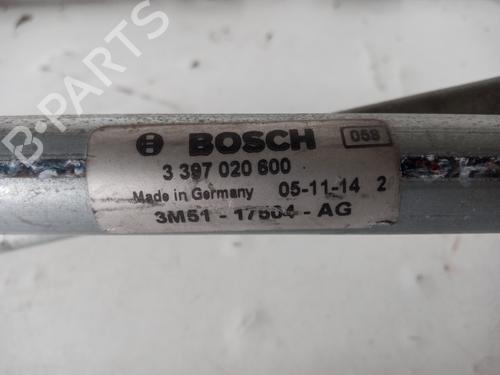 BOSCH 058
3 397 020 600
Made in Germany 05-11-14 2
3M51 - 17504 - AG
B-Parts